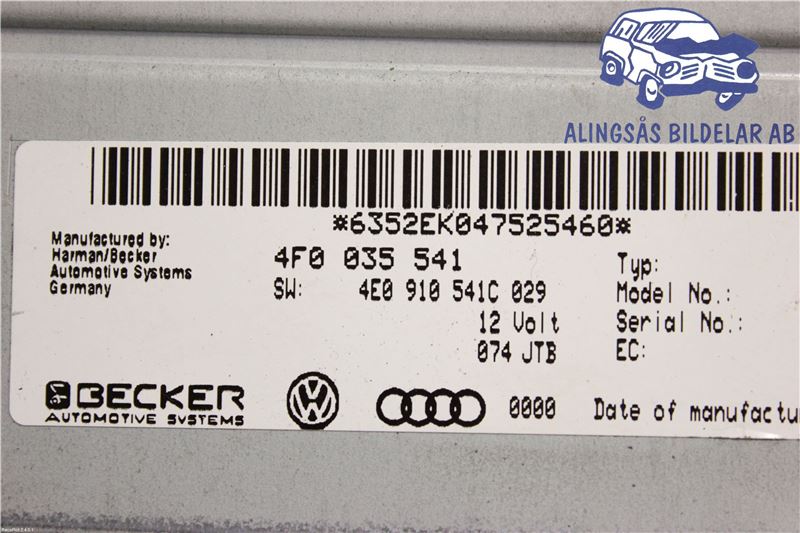 ALINGSÅS BILDELAR AB
*6352EK047525460*
Manufactured by:
Harman/Becker
Automotive Systems
Germany
4F0 035 541
SW: 4E0 910 541C 029
12 Volt
074 JTB
Typ:
Model No.:
Serial No.:
EC:
BECKER
AUTOMOTIVE SYSTEMS
0000 Date of manufactu